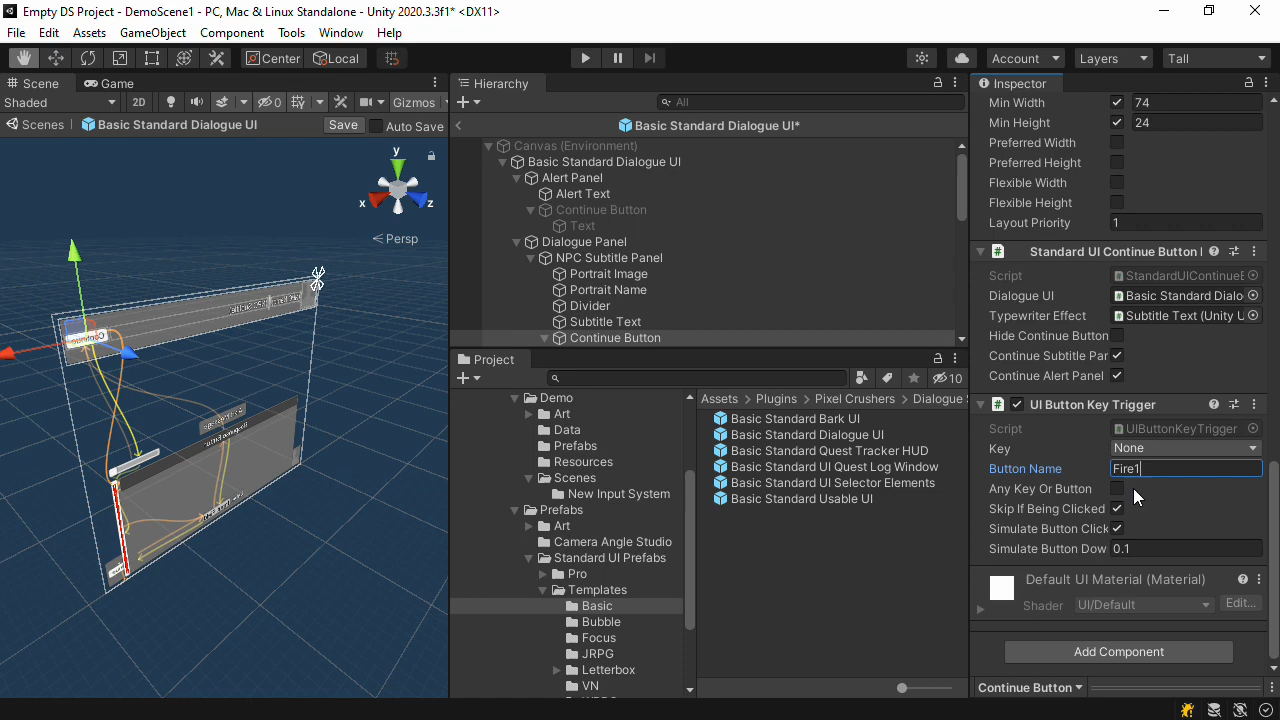 Empty DS Project - DemoScene1 - PC, Mac & Linux Standalone - Unity 2020.3.3f1* <DX11>
File Edit Assets GameObject Component Tools Window Help
Center Local Account Layers Tall
Scene Game
Shaded 2D 0 Gizmos
Scenes Basic Standard Dialogue UI Save Auto Save
y
x z
Persp
Hierarchy
All
Basic Standard Dialogue UI*
Canvas (Environment)
Basic Standard Dialogue UI
Alert Panel
Alert Text
Continue Button
Text
Dialogue Panel
NPC Subtitle Panel
Portrait Image
Portrait Name
Divider
Subtitle Text
Continue Button
Project
10
Demo
Art
Data
Prefabs
Resources
Scenes
New Input System
Prefabs
Art
Camera Angle Studio
Standard UI Prefabs
Pro
Templates
Basic
Bubble
Focus
JRPG
Letterbox
VN
Assets > Plugins > Pixel Crushers > Dialogue
Basic Standard Bark UI
Basic Standard Dialogue UI
Basic Standard Quest Tracker HUD
Basic Standard UI Quest Log Window
Basic Standard UI Selector Elements
Basic Standard Usable UI
Inspector
Min Width 74
Min Height 24
Preferred Width
Preferred Height
Flexible Width
Flexible Height
Layout Priority 1
Standard UI Continue Button
Script StandardUIContinueE
Dialogue UI Basic Standard Dialo
Typewriter Effect Subtitle Text (Unity U
Hide Continue Button
Continue Subtitle Par
Continue Alert Panel
UI Button Key Trigger
Script UIButtonKeyTrigger
Key None
Button Name Fire1
Any Key Or Button
Skip If Being Clicked
Simulate Button Click
Simulate Button Dow 0.1
Default UI Material (Material)
Shader UI/Default Edit...
Add Component
Continue Button